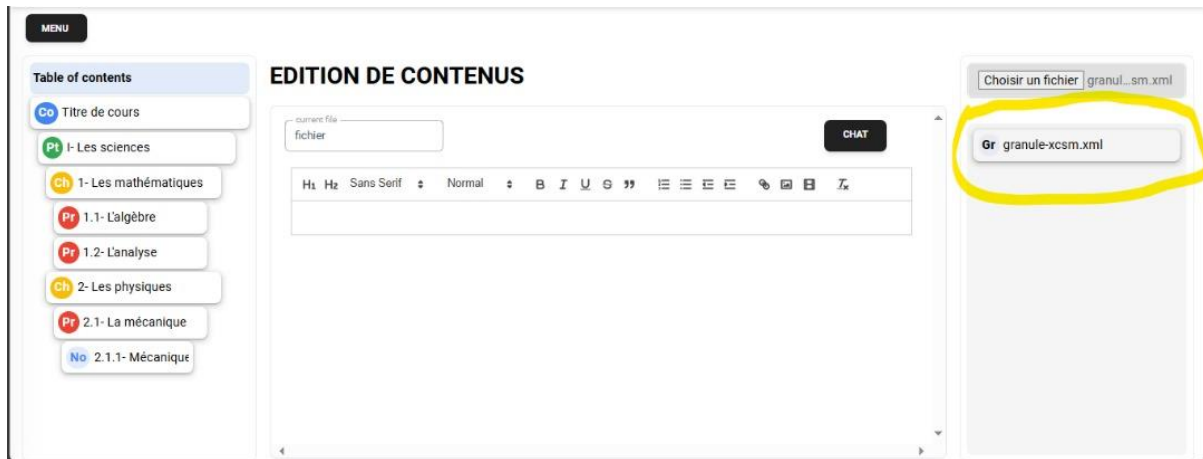 MENU
Table of contents
Co Titre de cours
Pt I- Les sciences
Ch 1- Les mathématiques
Pr 1.1- L'algèbre
Pr 1.2- L'analyse
Ch 2- Les physiques
Pr 2.1- La mécanique
No 2.1.1- Mécanique
EDITION DE CONTENUS
current file
fichier
CHAT
H1 H2 Sans Serif Normal B I U S
Choisir un fichier granul...sm.xml
Gr granule-xcsm.xml